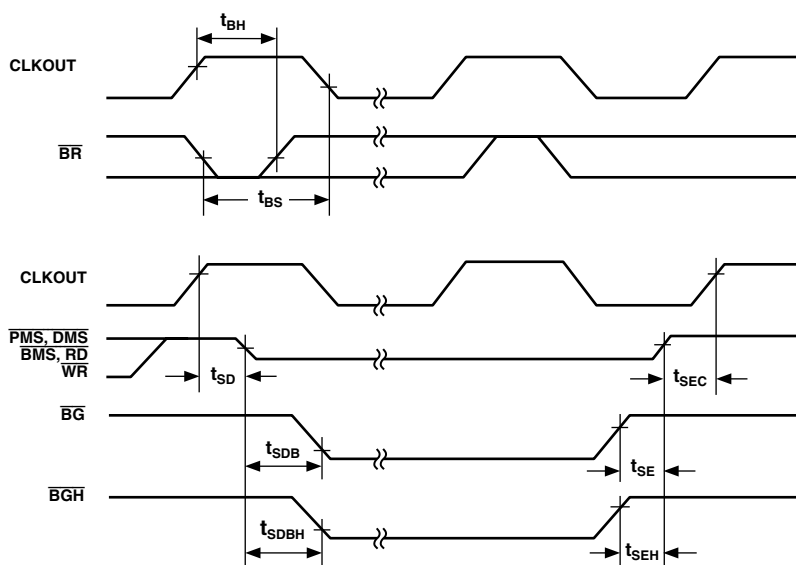 tBH
CLKOUT
BR
tBS
CLKOUT
PMS, DMS
BMS, RD
WR
tSD
tSEC
BG
tSDB
tSE
BGH
tSDBH
tSEH